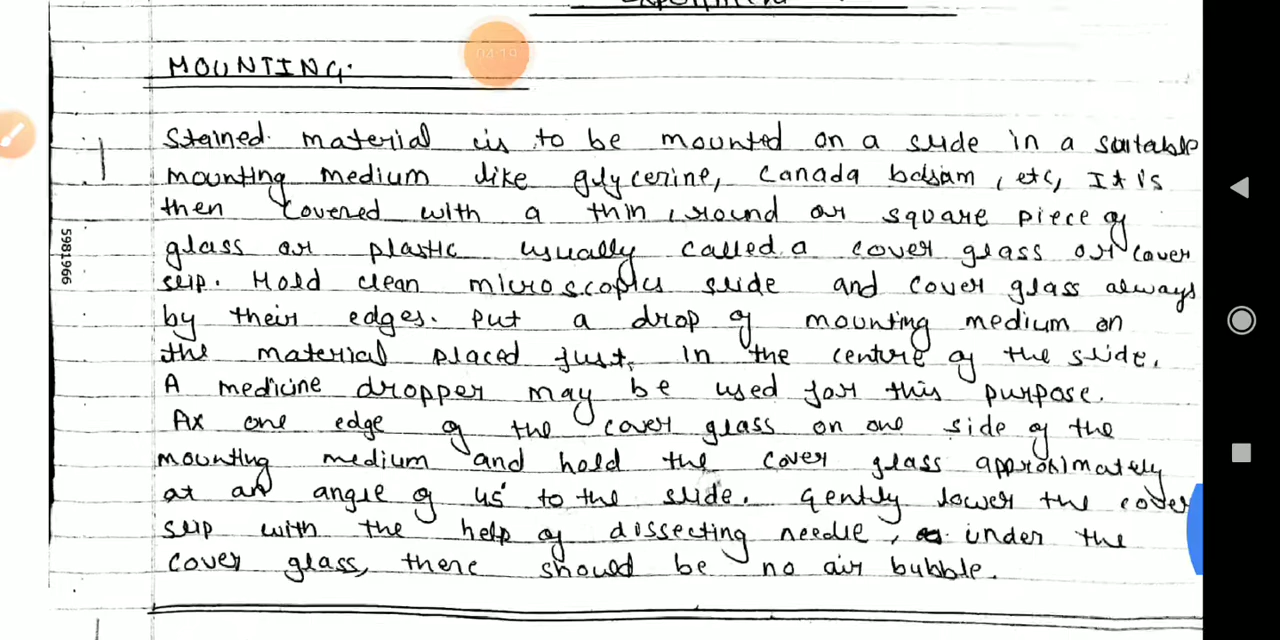 MOUNTING.
04:19
Stained material is to be mounted on a slide in a suitable
mounting medium like glycerine, Canada balsam, etc, It is
then covered with a thin, round or square piece of
glass or plastic usually called a cover glass or cover
slip. Hold clean microscopic slide and cover glass always
by their edges. Put a drop of mounting medium on
the material placed just in the centure of the slide.
A medicine dropper may be used for this purpose.
Ax one edge of the cover glass on one side of the
mounting medium and hold the cover glass approximately
at an angle of 45° to the slide. Gently lower the cover
slip with the help of dissecting needle, under the
cover glass, there should be no air bubble.
5981966